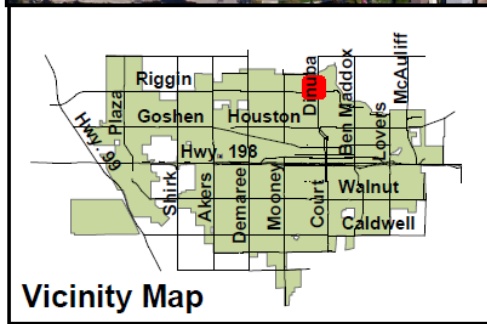 Riggin
Dinuba
Ben Maddox
McAuliff
Plaza
Goshen
Houston
Lovers
Hwy. 99
Hwy. 198
Shirk
Akers
Demaree
Mooney
Court
Walnut
Caldwell
Vicinity Map